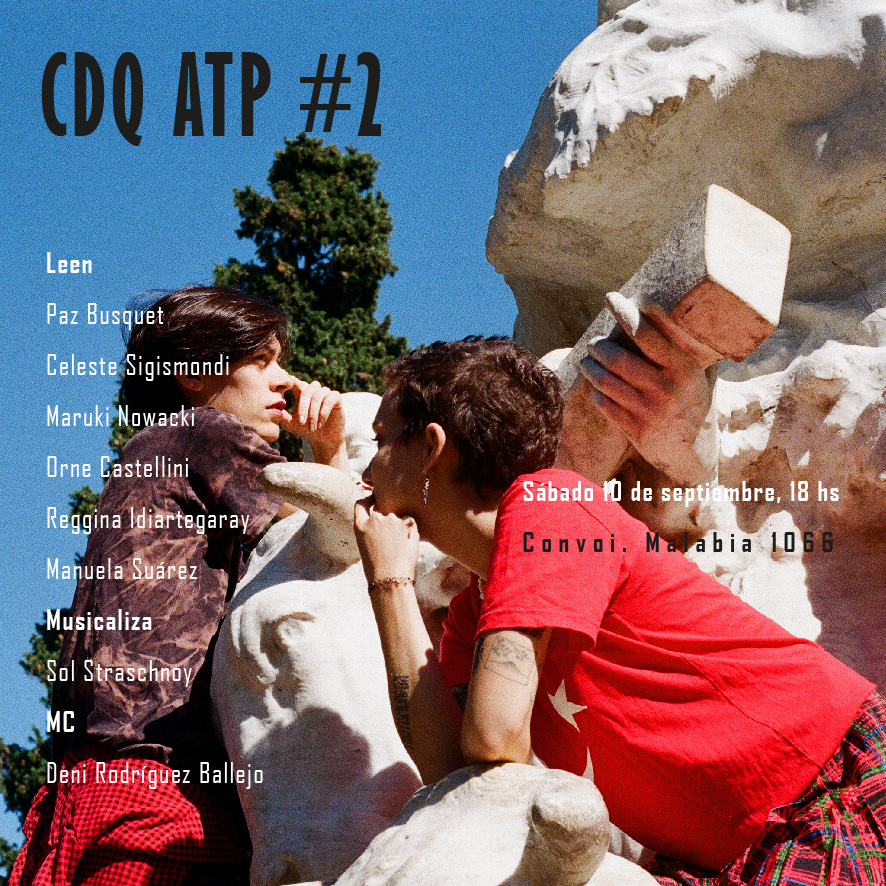 CDQ ATP #2
Leen
Paz Busquet
Celeste Sigismondi
Maruki Nowacki
Orne Castellini
Reggina Idiartegaray
Manuela Suárez
Musicaliza
Sol Straschnoy
MC
Deni Rodríguez Ballejo
Sábado 10 de septiembre, 18 hs
Convoi. Malabia 1066